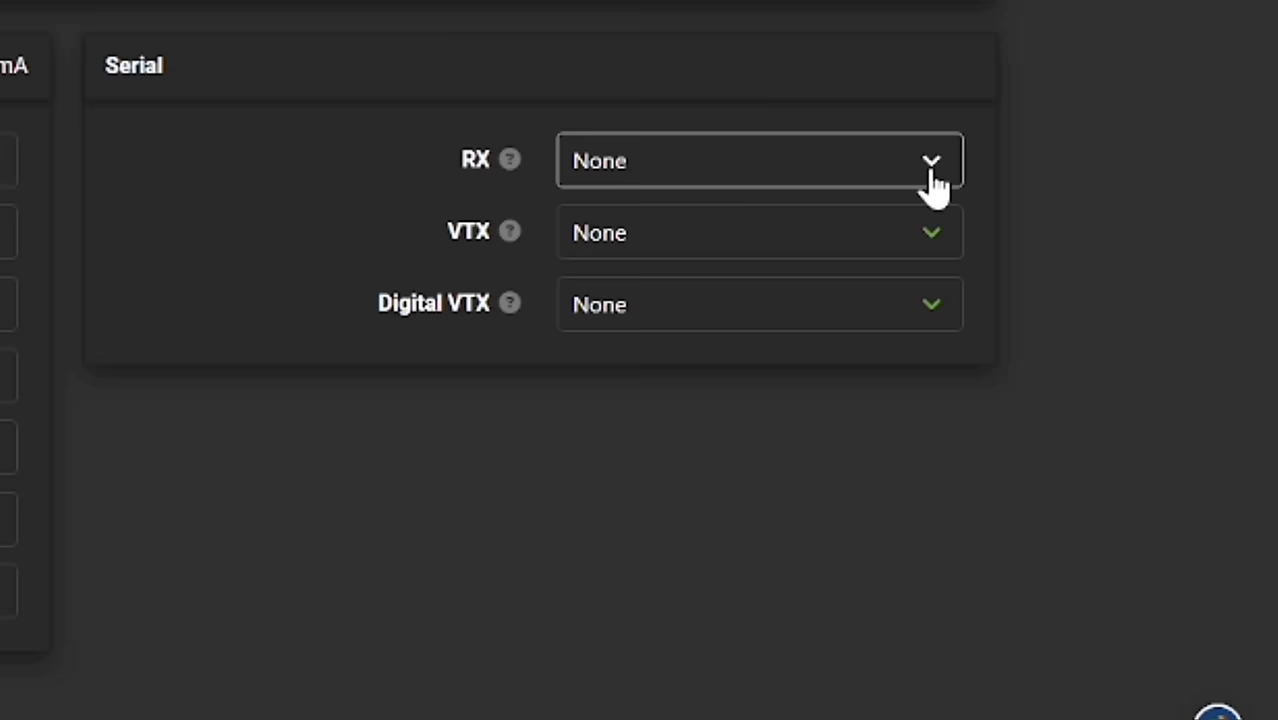 mA
Serial
RX ? None
VTX ? None
Digital VTX ? None